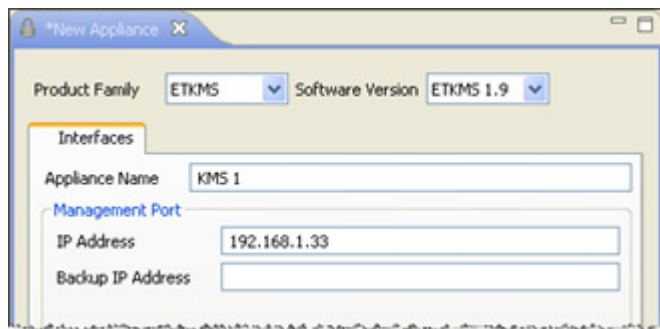 *New Appliance
Product Family ETKMS Software Version ETKMS 1.9
Interfaces
Appliance Name KMS 1
Management Port
IP Address 192.168.1.33
Backup IP Address